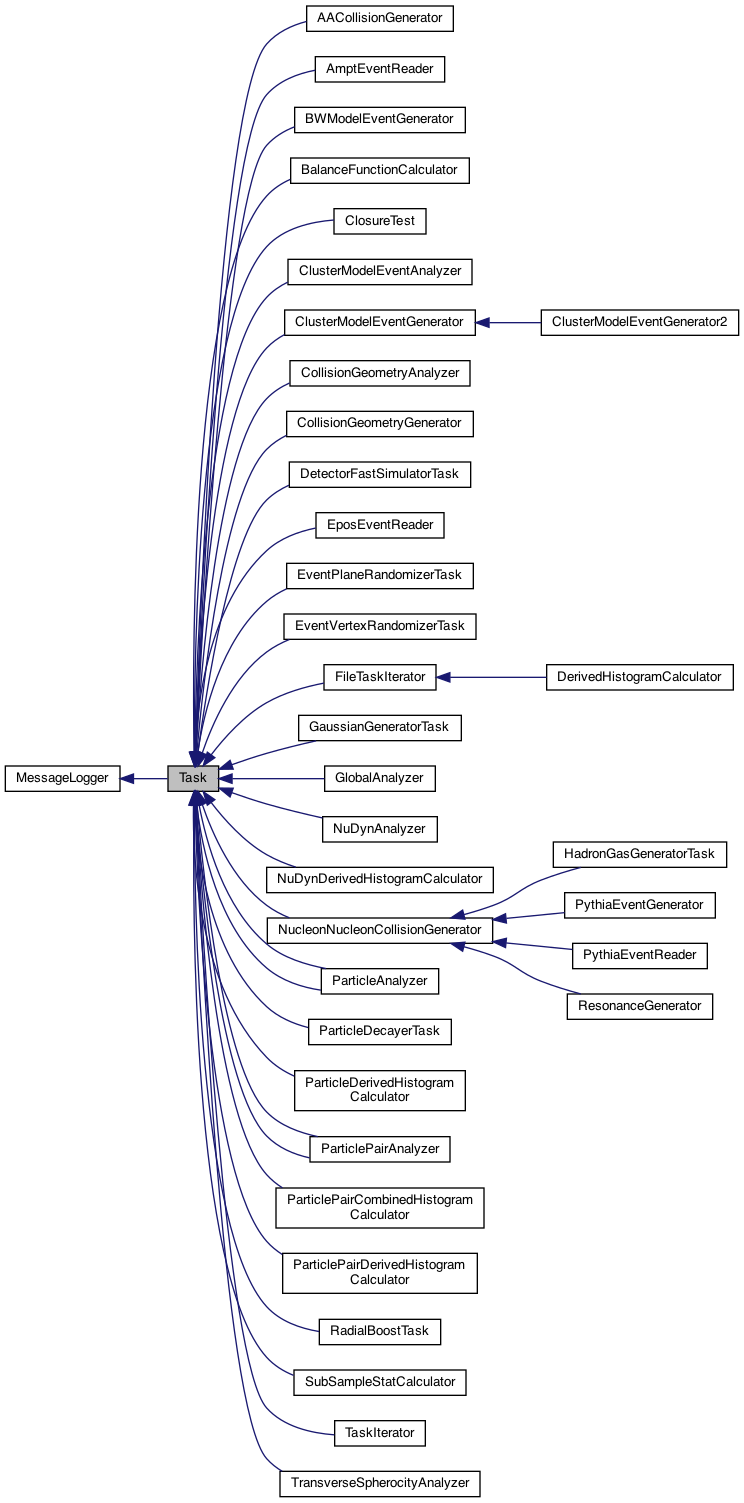 AACollisionGenerator
AmptEventReader
BWModelEventGenerator
BalanceFunctionCalculator
ClosureTest
ClusterModelEventAnalyzer
ClusterModelEventGenerator
ClusterModelEventGenerator2
CollisionGeometryAnalyzer
CollisionGeometryGenerator
DetectorFastSimulatorTask
EposEventReader
EventPlaneRandomizerTask
EventVertexRandomizerTask
FileTaskIterator
DerivedHistogramCalculator
GaussianGeneratorTask
MessageLogger
Task
GlobalAnalyzer
NuDynAnalyzer
NuDynDerivedHistogramCalculator
NucleonNucleonCollisionGenerator
HadronGasGeneratorTask
PythiaEventGenerator
PythiaEventReader
ResonanceGenerator
ParticleAnalyzer
ParticleDecayerTask
ParticleDerivedHistogram
Calculator
ParticlePairAnalyzer
ParticlePairCombinedHistogram
Calculator
ParticlePairDerivedHistogram
Calculator
RadialBoostTask
SubSampleStatCalculator
TaskIterator
TransverseSpherocityAnalyzer